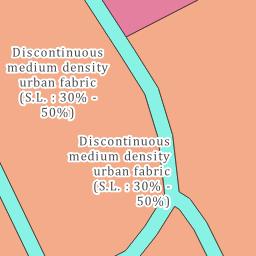 Discontinuous
medium density
urban fabric
(S.L. : 30% -
50%)
Discontinuous
medium density
urban fabric
(S.L. : 30% -
50%)